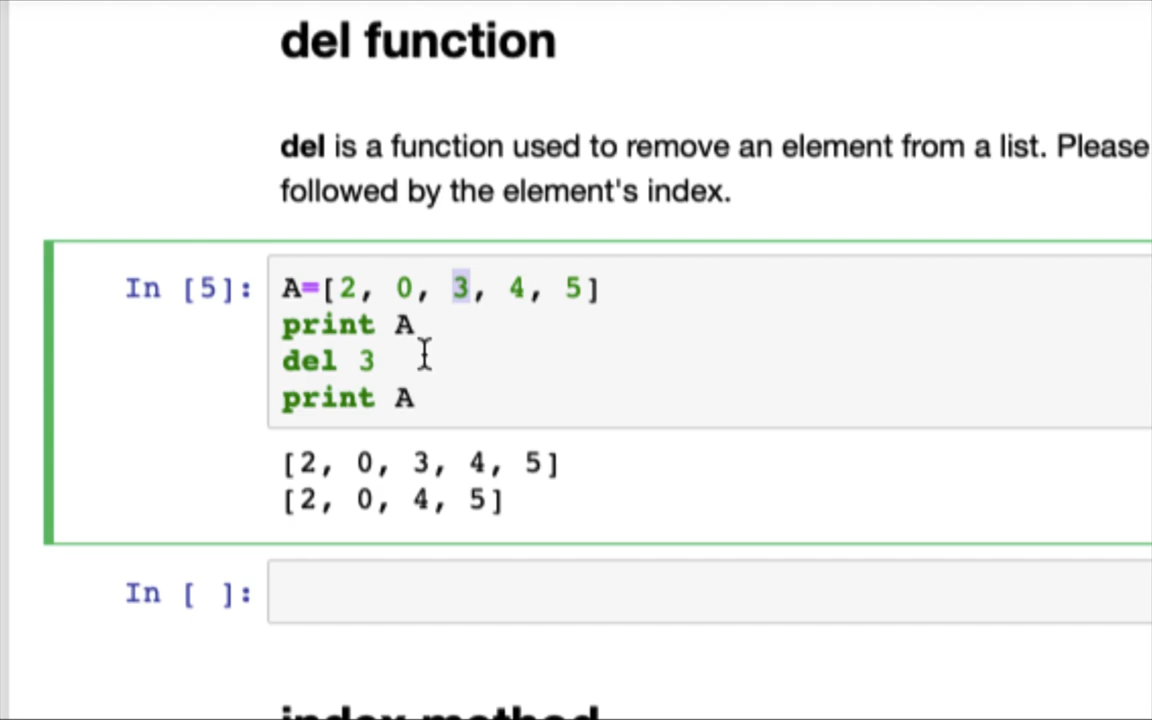 del function
del is a function used to remove an element from a list. Please
followed by the element's index.
In [5]:
A=[2, 0, 3, 4, 5]
print A
del 3
print A
[2, 0, 3, 4, 5]
[2, 0, 4, 5]
In [ ]:
index method